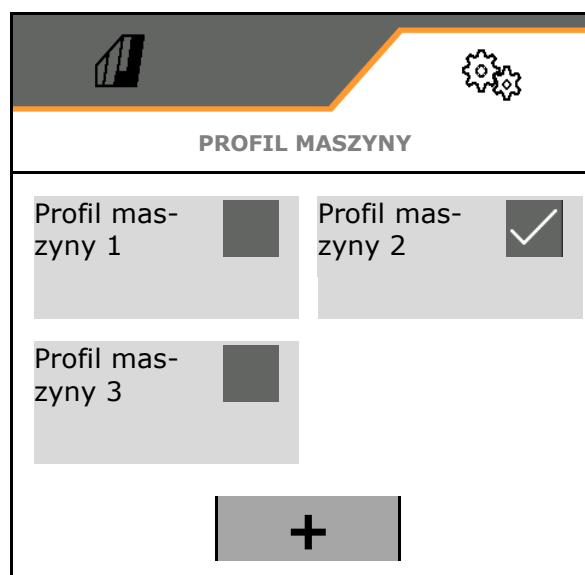 PROFIL MASZYNY
Profil mas-
zyny 1
Profil mas-
zyny 2
Profil mas-
zyny 3
+